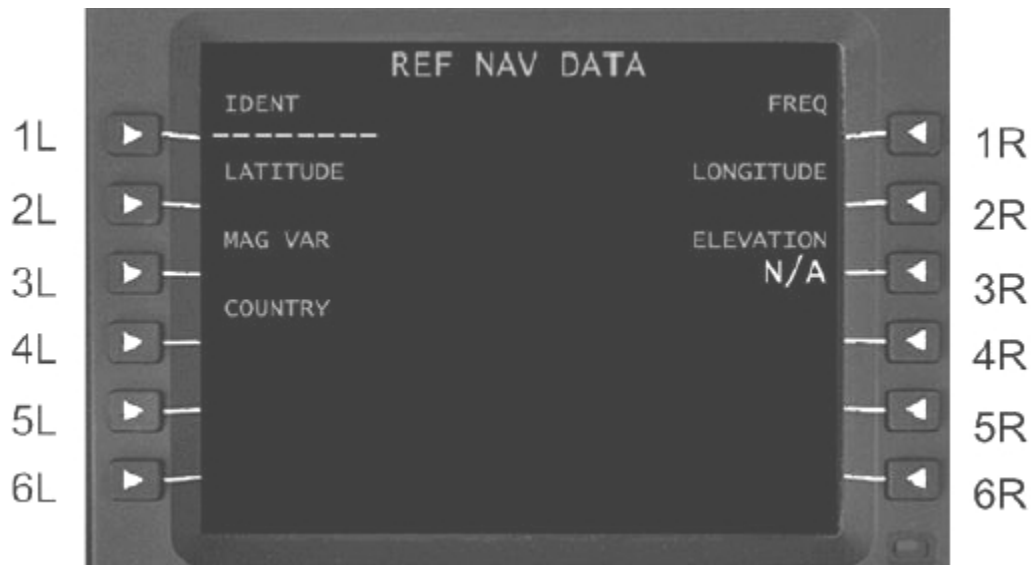 REF NAV DATA
IDENT FREQ
1L -------- 1R
LATITUDE LONGITUDE
2L 2R
MAG VAR ELEVATION
3L N/A 3R
COUNTRY
4L 4R
5L 5R
6L 6R